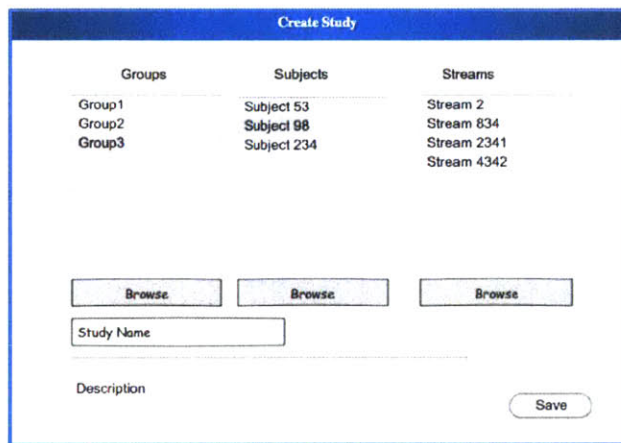 Create Study
Groups
Subjects
Streams
Group1
Group2
Group3
Subject 53
Subject 98
Subject 234
Stream 2
Stream 834
Stream 2341
Stream 4342
Browse
Browse
Browse
Study Name
Description
Save